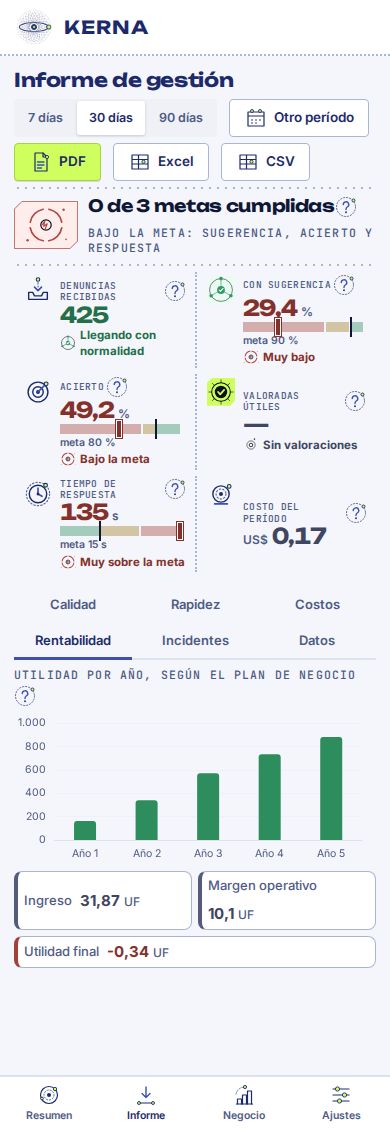 KERNA
Informe de gestión
7 días 30 días 90 días Otro período
PDF Excel CSV
0 de 3 metas cumplidas ?
BAJO LA META: SUGERENCIA, ACIERTO Y
RESPUESTA
DENUNCIAS
RECIBIDAS ?
425
Llegando con
normalidad
CON SUGERENCIA ?
29,4 %
meta 90 %
Muy bajo
ACIERTO ?
49,2 %
meta 80 %
Bajo la meta
VALORADAS
ÚTILES ?
—
Sin valoraciones
TIEMPO DE
RESPUESTA ?
135 s
meta 15 s
Muy sobre la meta
COSTO DEL
PERÍODO ?
US$ 0,17
Calidad Rapidez Costos
Rentabilidad Incidentes Datos
UTILIDAD POR AÑO, SEGÚN EL PLAN DE NEGOCIO
?
1.000
800
600
400
200
0
Año 1 Año 2 Año 3 Año 4 Año 5
Ingreso 31,87 UF
Margen operativo
10,1 UF
Utilidad final -0,34 UF
Resumen Informe Negocio Ajustes